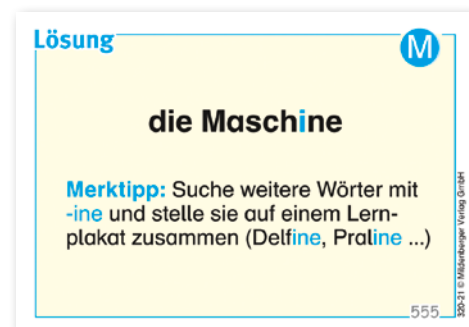 Lösung
M
die Maschine
Merktipp: Suche weitere Wörter mit
-ine und stelle sie auf einem Lern-
plakat zusammen (Delfine, Praline ...)
555
320-21 © Mildenberger Verlag GmbH